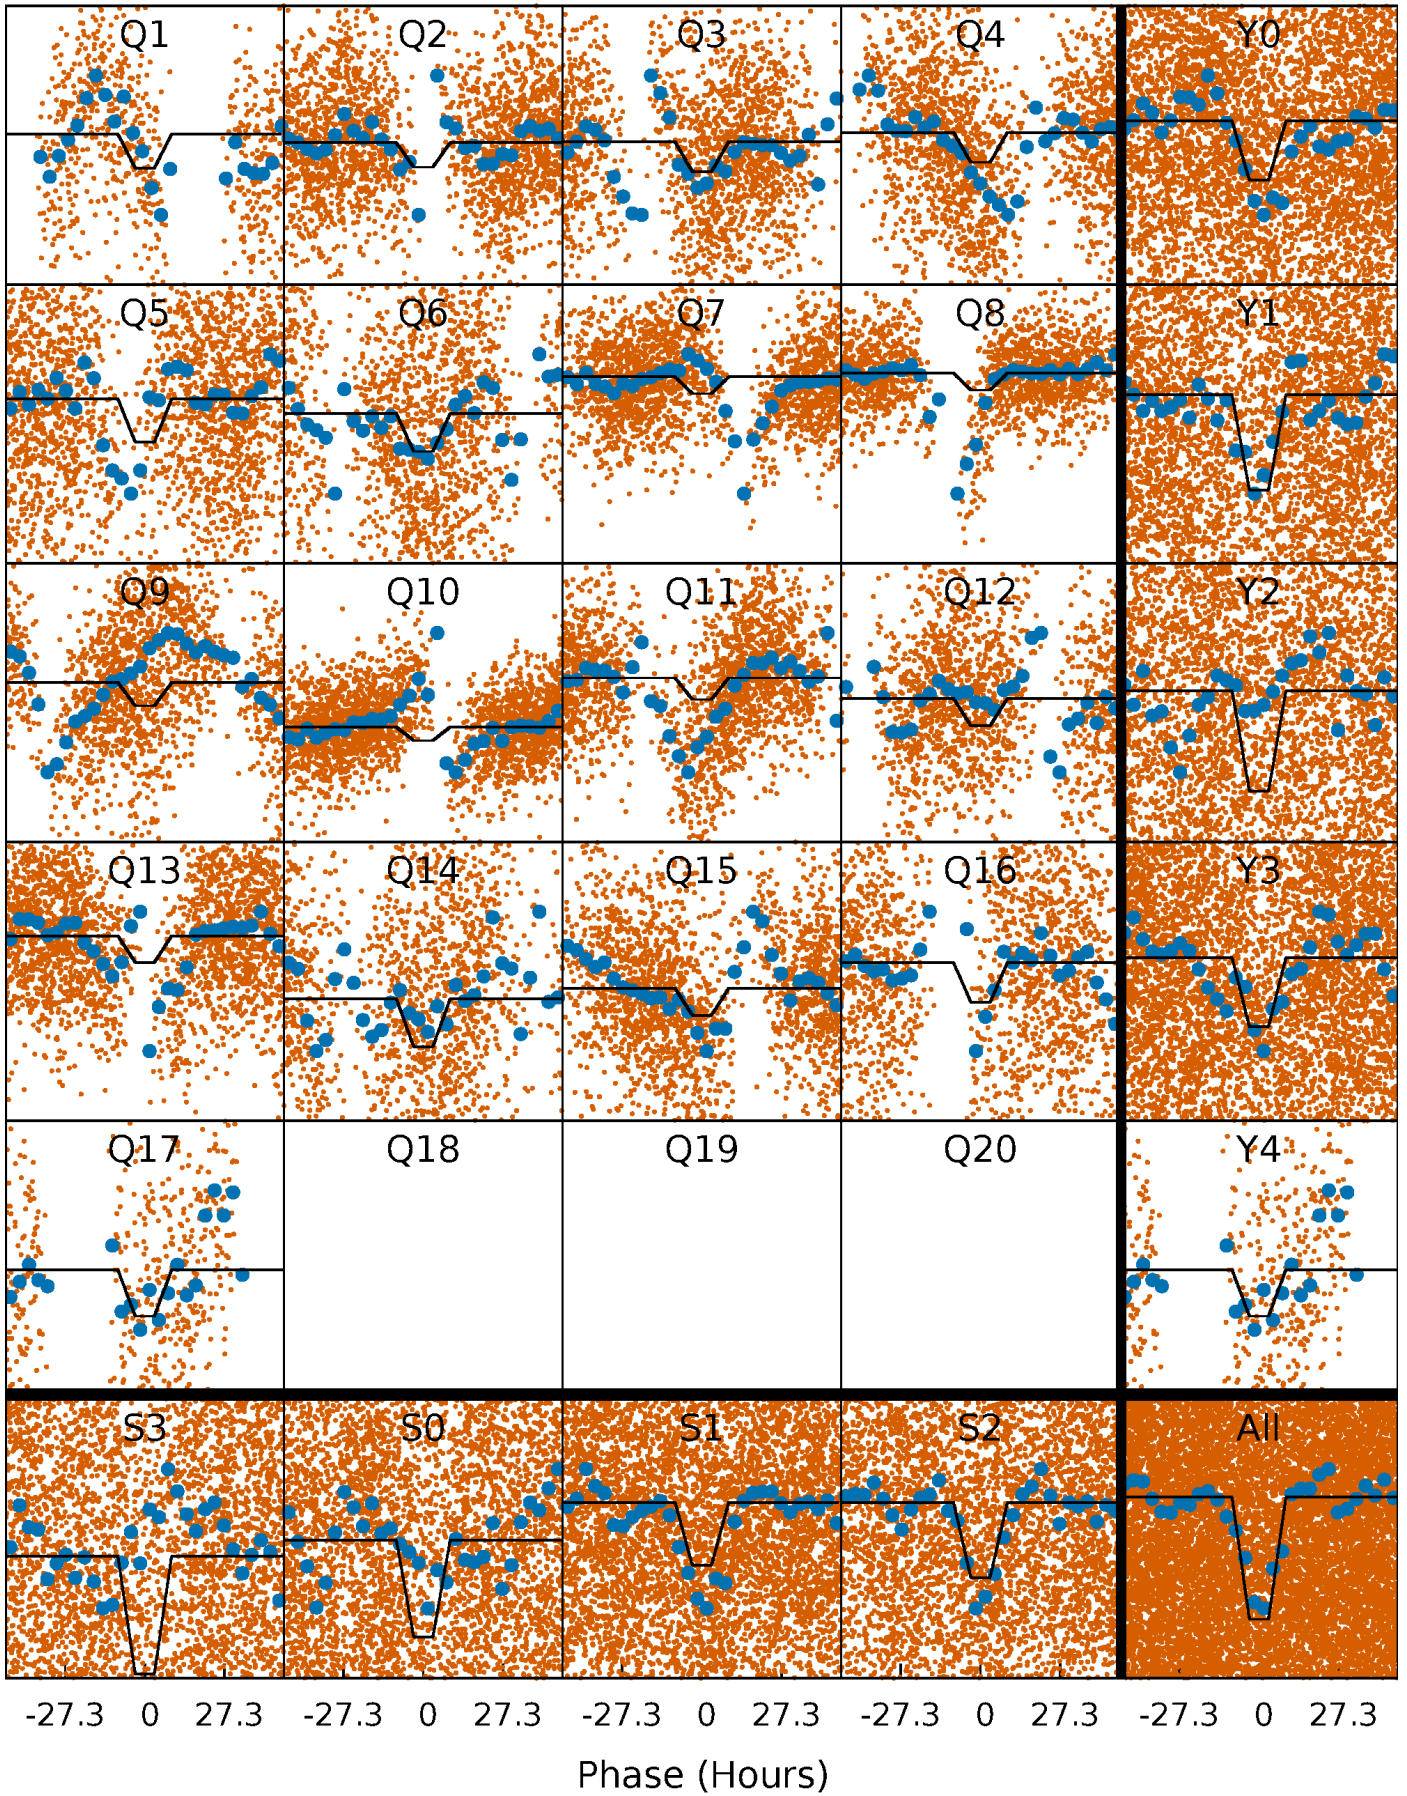 Q1 Q2 Q3 Q4 Y0
Q5 Q6 Q7 Q8 Y1
Q9 Q10 Q11 Q12 Y2
Q13 Q14 Q15 Q16 Y3
Q17 Q18 Q19 Q20 Y4
S3 S0 S1 S2 All
-27.3 0 27.3 -27.3 0 27.3 -27.3 0 27.3 -27.3 0 27.3 -27.3 0 27.3
Phase (Hours)